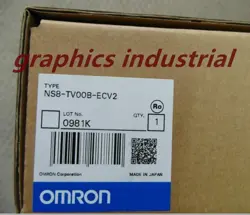 graphics industrial
TYPE
NS8-TV00B-ECV2
Ro
LOT No.
QTY.
0981K
1
OMRON Corporation
MADE IN JAPAN
OMRON